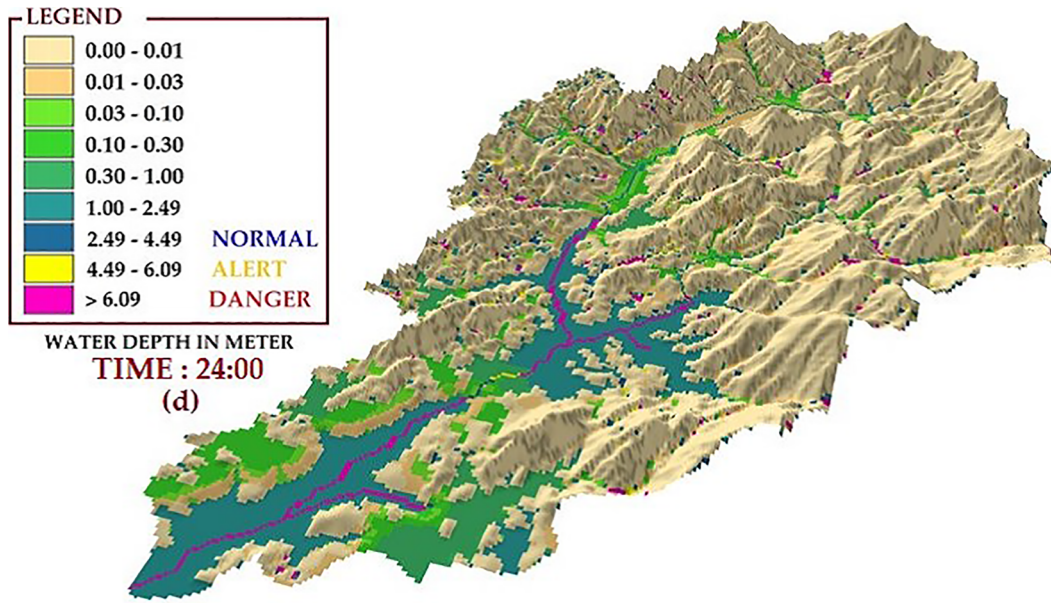 LEGEND
0.00 - 0.01
0.01 - 0.03
0.03 - 0.10
0.10 - 0.30
0.30 - 1.00
1.00 - 2.49
2.49 - 4.49 NORMAL
4.49 - 6.09 ALERT
> 6.09 DANGER
WATER DEPTH IN METER
TIME : 24:00
(d)